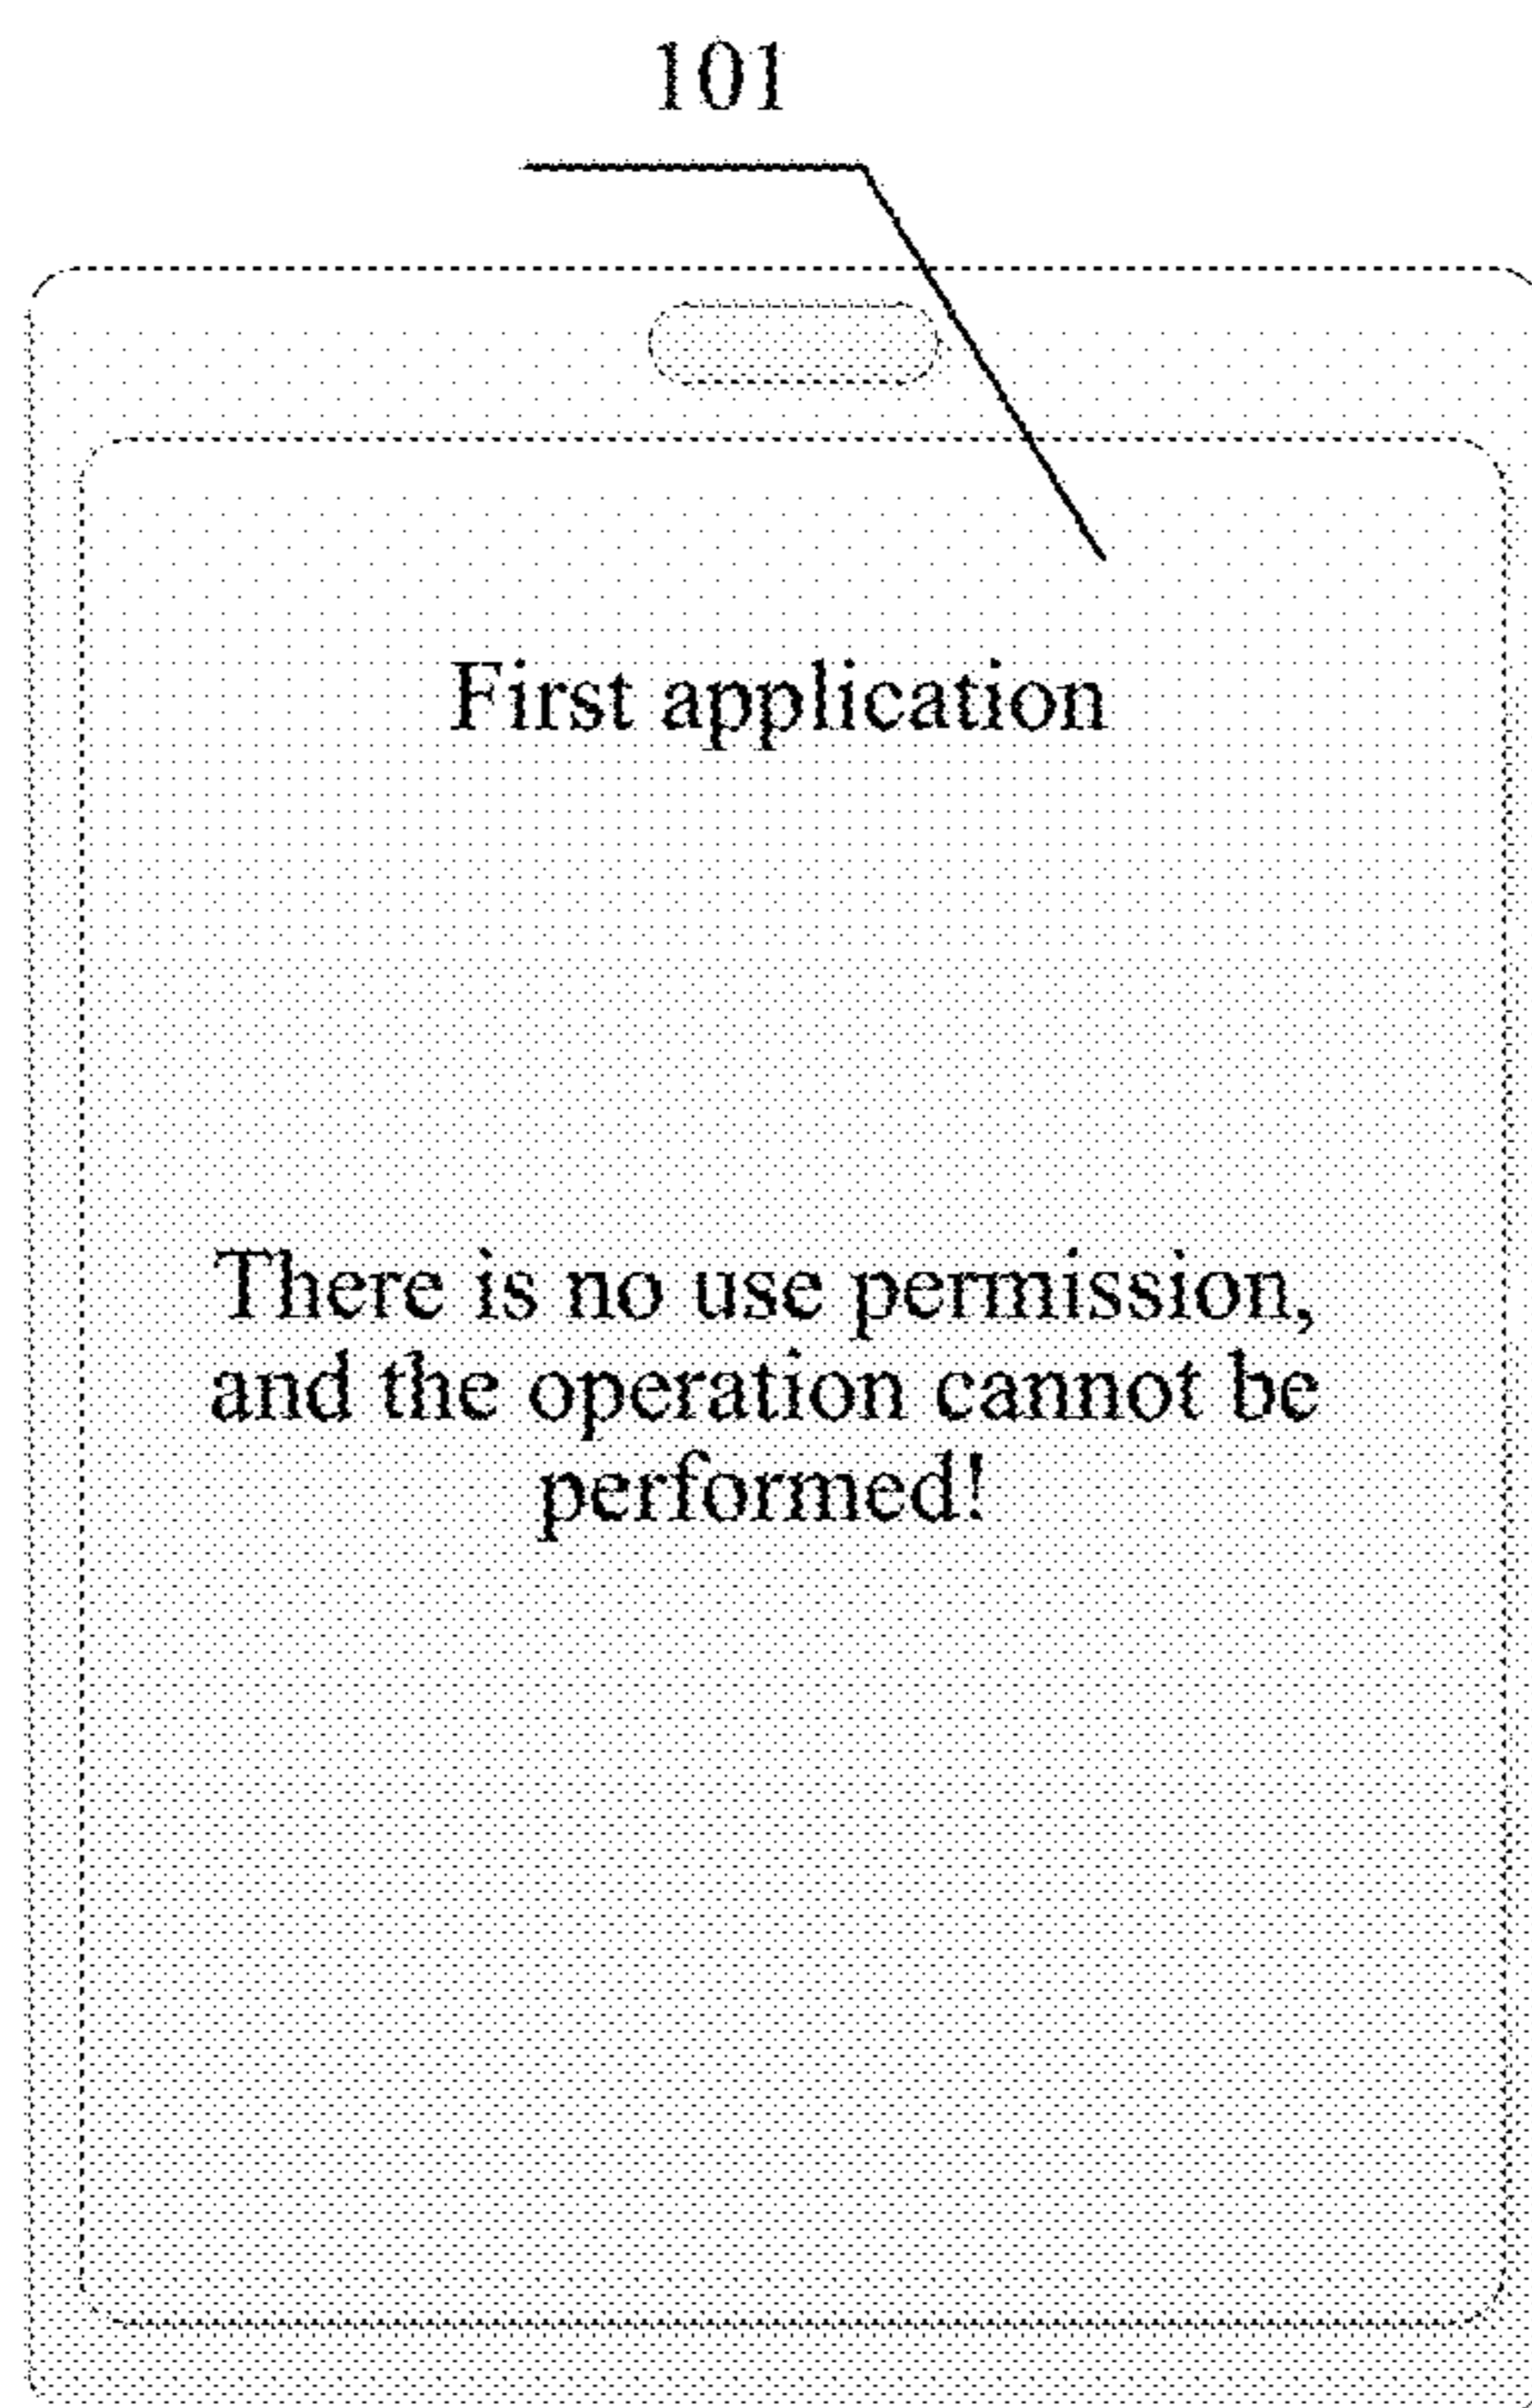 101
First application
There is no use permission,
and the operation cannot be
performed!